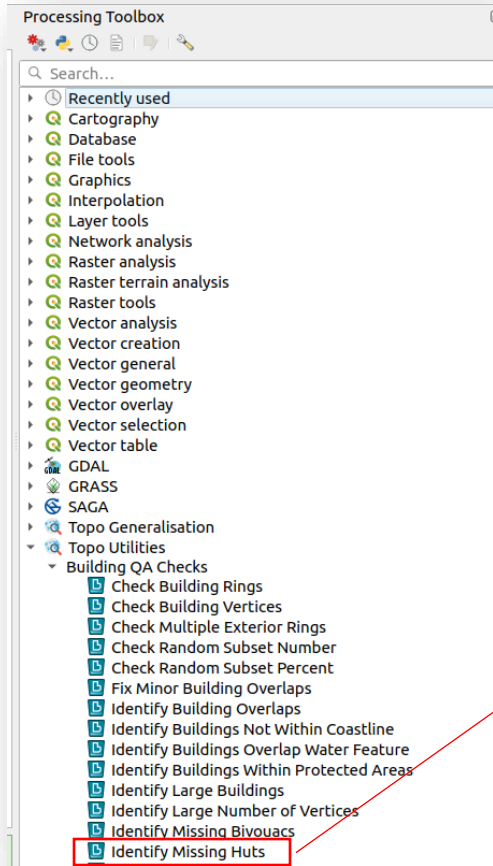 Processing Toolbox
Search...
Recently used
Cartography
Database
File tools
Graphics
Interpolation
Layer tools
Network analysis
Raster analysis
Raster terrain analysis
Raster tools
Vector analysis
Vector creation
Vector general
Vector geometry
Vector overlay
Vector selection
Vector table
GDAL
GRASS
SAGA
Topo Generalisation
Topo Utilities
Building QA Checks
Check Building Rings
Check Building Vertices
Check Multiple Exterior Rings
Check Random Subset Number
Check Random Subset Percent
Fix Minor Building Overlaps
Identify Building Overlaps
Identify Buildings Not Within Coastline
Identify Buildings Overlap Water Feature
Identify Buildings Within Protected Areas
Identify Large Buildings
Identify Large Number of Vertices
Identify Missing Bivouacs
Identify Missing Huts